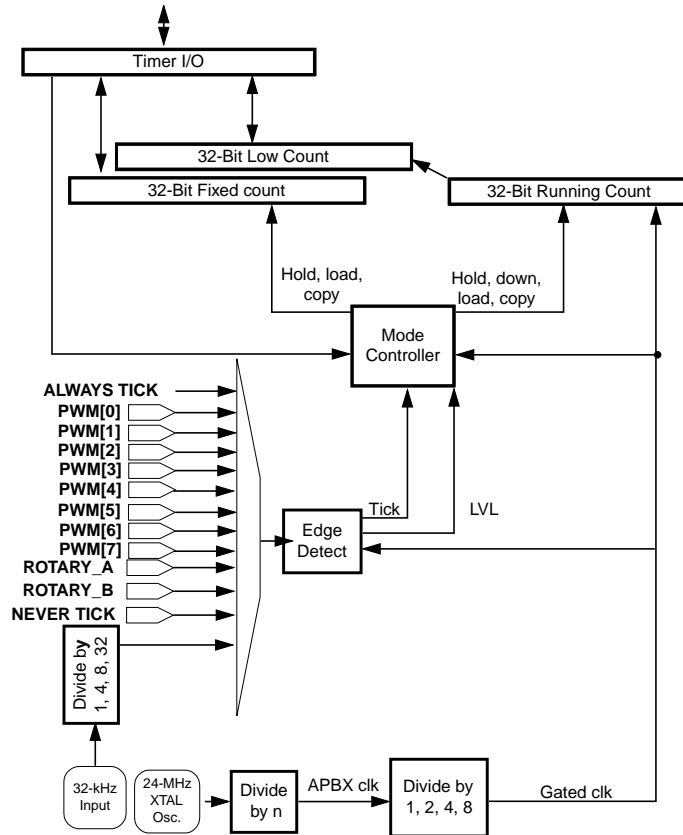 Timer I/O
32-Bit Low Count
32-Bit Fixed count
32-Bit Running Count
Hold, load,
copy
Hold, down,
load, copy
Mode
Controller
ALWAYS TICK
PWM[0]
PWM[1]
PWM[2]
PWM[3]
PWM[4]
PWM[5]
PWM[6]
PWM[7]
ROTARY_A
ROTARY_B
NEVER TICK
Tick
LVL
Edge
Detect
Divide by
1, 4, 8, 32
32-kHz
Input
24-MHz
XTAL
Osc.
Divide
by n
APBX clk
Divide by
1, 2, 4, 8
Gated clk